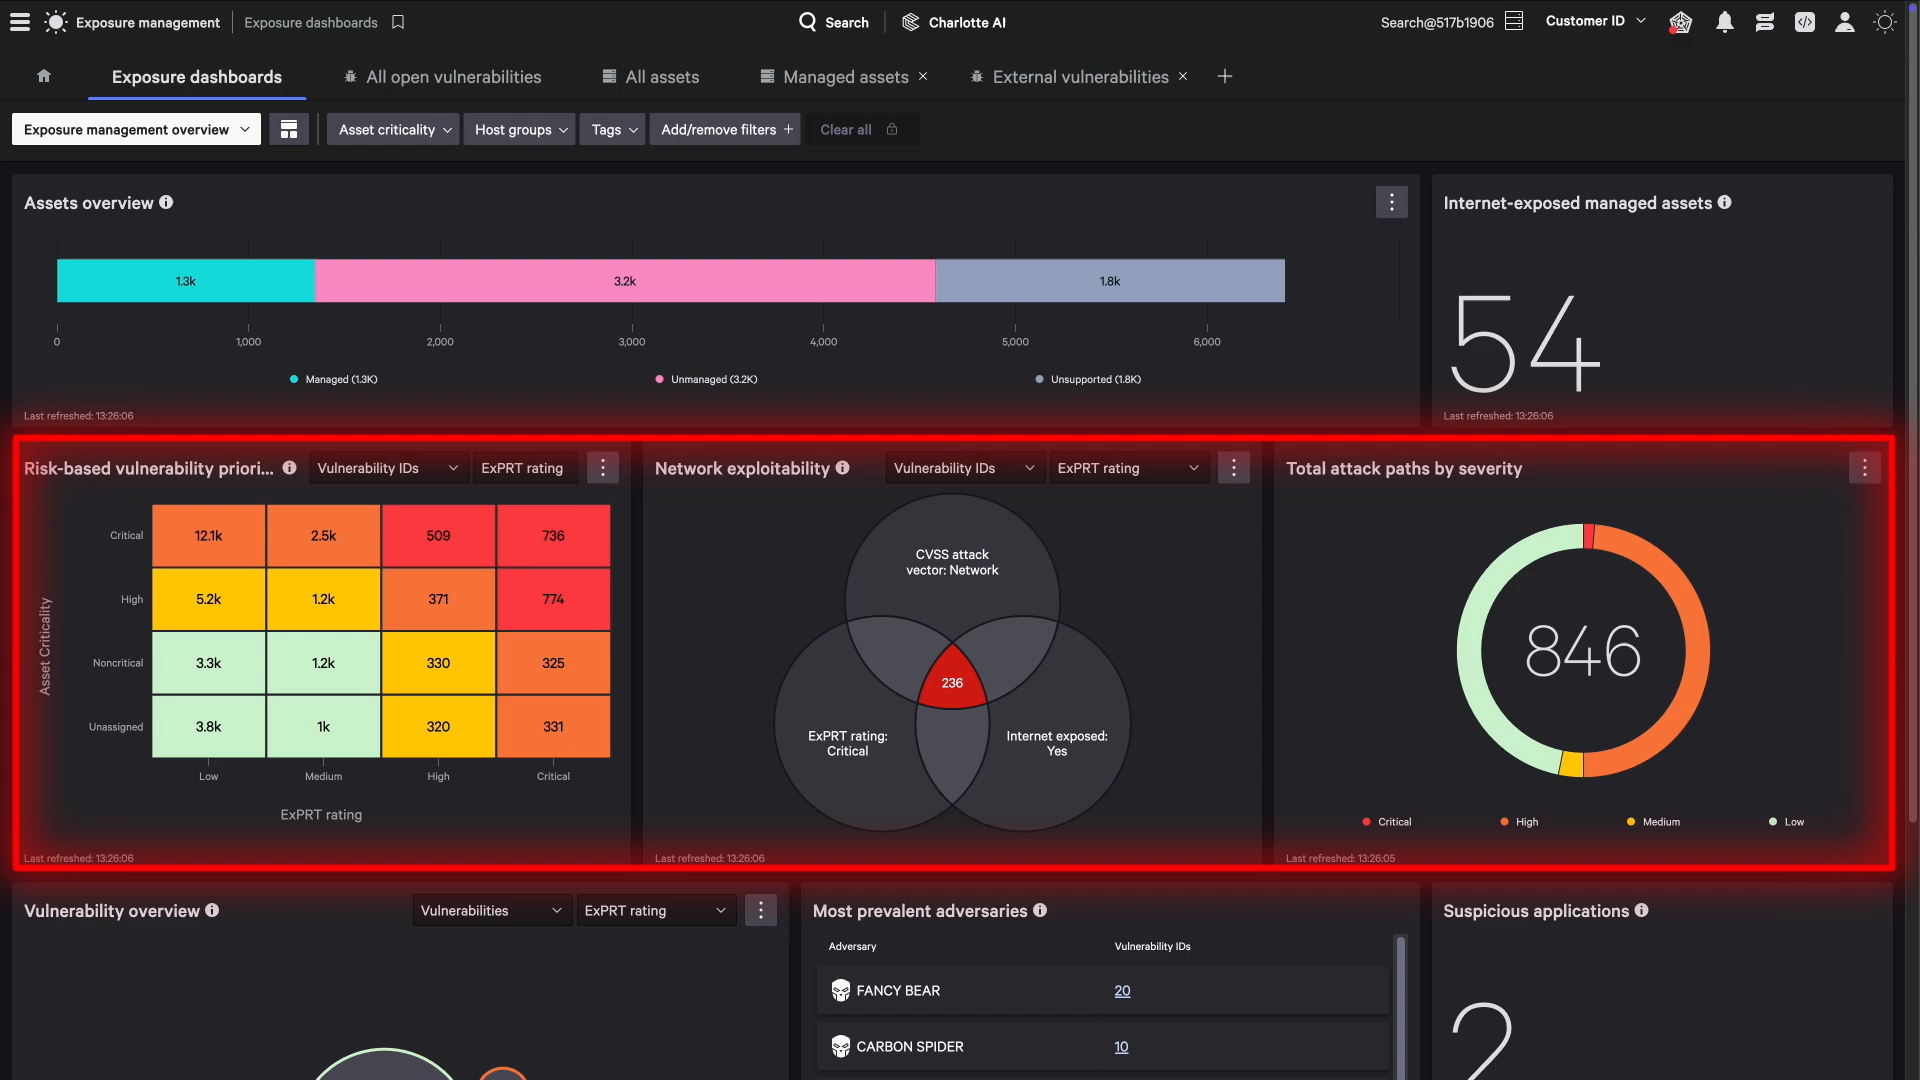 Exposure management
Exposure dashboards
Search
Charlotte AI
Search@517b1906
Customer ID
Exposure dashboards
All open vulnerabilities
All assets
Managed assets
External vulnerabilities
Exposure management overview
Asset criticality
Host groups
Tags
Add/remove filters
Clear all
Assets overview
1.3k
3.2k
1.8k
0
1,000
2,000
3,000
4,000
5,000
6,000
Managed (1.3K)
Unmanaged (3.2K)
Unsupported (1.8K)
Last refreshed: 13:26:06
Internet-exposed managed assets
54
Last refreshed: 13:26:06
Risk-based vulnerability priori...
Vulnerability IDs
ExPRT rating
Asset Criticality
Critical
12.1k
2.5k
509
736
High
5.2k
1.2k
371
774
Noncritical
3.3k
1.2k
330
325
Unassigned
3.8k
1k
320
331
Low
Medium
High
Critical
ExPRT rating
Last refreshed: 13:26:06
Network exploitability
Vulnerability IDs
ExPRT rating
CVSS attack
vector: Network
236
ExPRT rating:
Critical
Internet exposed:
Yes
Last refreshed: 13:26:06
Total attack paths by severity
846
Critical
High
Medium
Low
Last refreshed: 13:26:05
Vulnerability overview
Vulnerabilities
ExPRT rating
Most prevalent adversaries
Adversary
Vulnerability IDs
FANCY BEAR
20
CARBON SPIDER
10
Suspicious applications
2